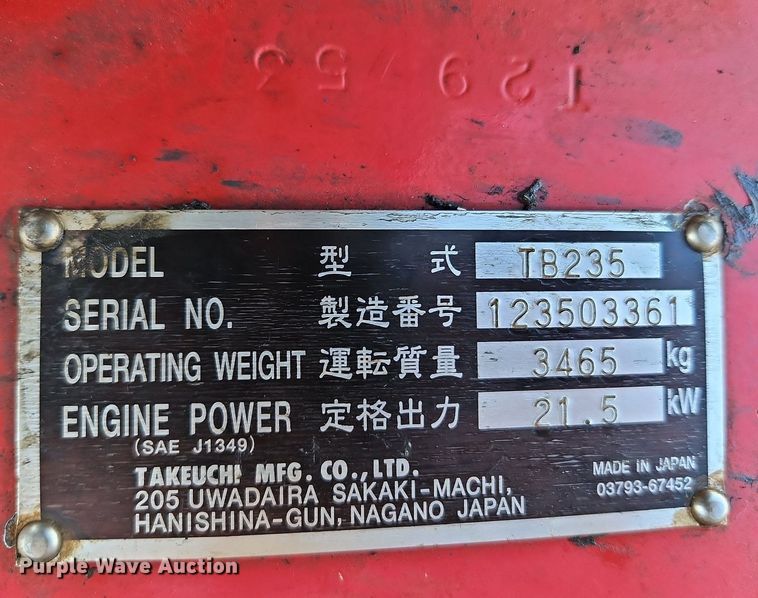 MODEL 型 式 TB235
SERIAL NO. 製造番号 123503361
OPERATING WEIGHT 運転質量 3465 kg
ENGINE POWER 定格出力 21.5 kW
(SAE J1349)
TAKEUCHI MFG. CO., LTD.
205 UWADAIRA SAKAKI-MACHI,
HANISHINA-GUN, NAGANO JAPAN
MADE IN JAPAN
03793-67452
Purple Wave Auction